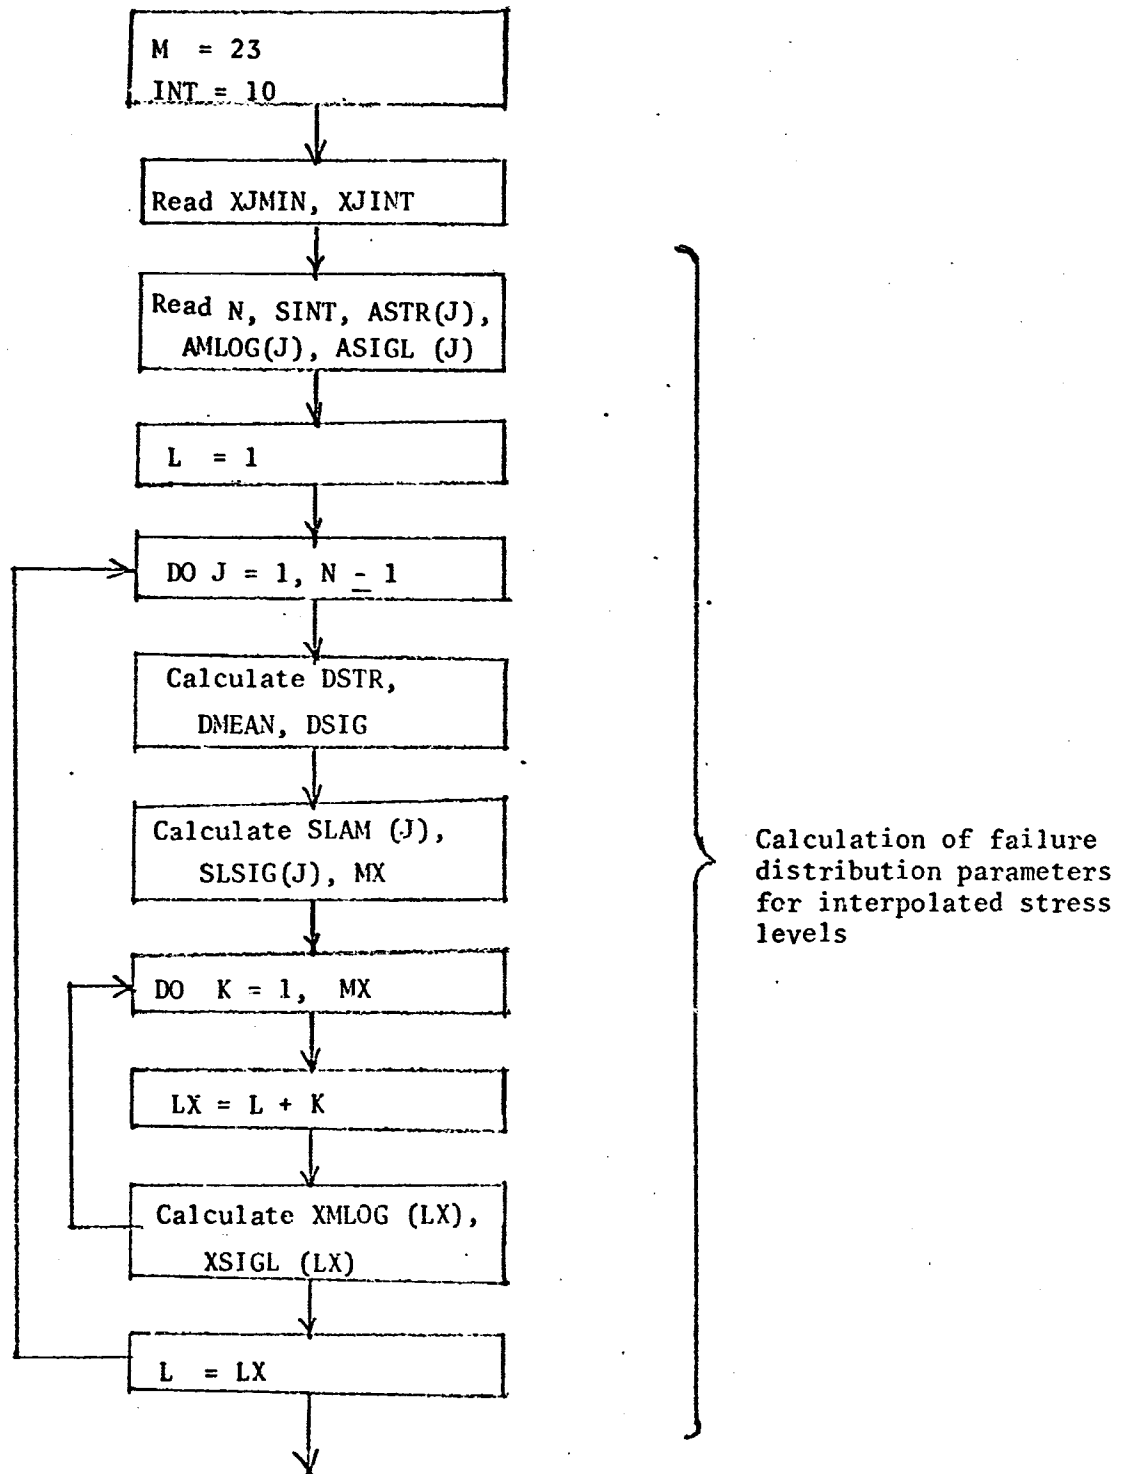 M = 23
INT = 10
Read XJMIN, XJINT
Read N, SINT, ASTR(J),
AMLOG(J), ASIGL (J)
L = 1
DO J = 1, N - 1
Calculate DSTR,
DMEAN, DSIG
Calculate SLAM (J),
SLSIG(J), MX
DO K = 1, MX
LX = L + K
Calculate XMLOG (LX),
XSIGL (LX)
L = LX
Calculation of failure
distribution parameters
for interpolated stress
levels